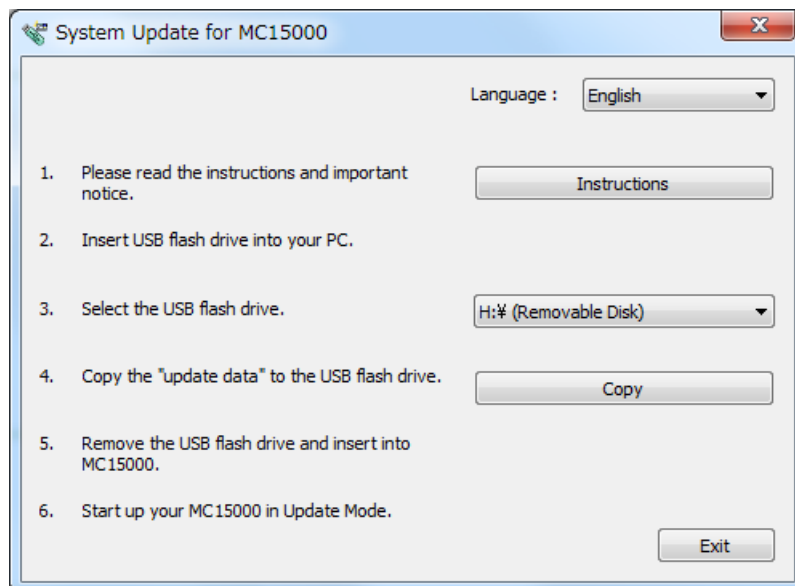 System Update for MC15000
Language :
English
1. Please read the instructions and important
notice.
Instructions
2. Insert USB flash drive into your PC.
3. Select the USB flash drive.
H:¥ (Removable Disk)
4. Copy the "update data" to the USB flash drive.
Copy
5. Remove the USB flash drive and insert into
MC15000.
6. Start up your MC15000 in Update Mode.
Exit